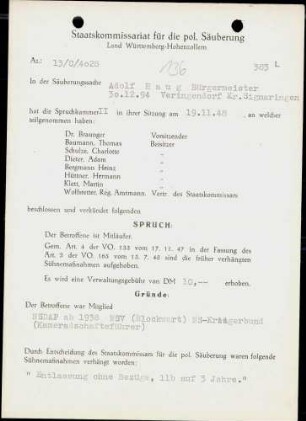 Staatskommissariat für die pol. Säuberung
Land Württemberg-Hohenzollern
Az.: 13/O/4028
136
303 L
In der Säuberungssache Adolf Haug Bürgermeister
30.12.94 Veringendorf Kr.Sigmaringen
hat die Spruchkammer II in ihrer Sitzung am 19.11.48 , an welcher
teilgenommen haben:
Dr. Vorsitzender
Baumann, Thomas Beisitzer
Schulze, Charlotte "
Dieter, Adam "
Bergmann Heinz "
Hermann "
Klett, Martin "
Vollmerter, Reg. Amtmann. Vertr. des Staatskommissars
beschlossen und verkündet folgenden
SPRUCH:
Der Betroffene ist Mitläufer.
Gem. Art. 4 der VO. 133 vom 17. 11. 47 in der Fassung des
Art. 5 der VO. 165 vom 13. 7. 48 sind die früher verhängten
Sühnemaßnahmen aufgehoben.
Es wird eine Verwaltungsgebühr von DM 10,-- erhoben.
Gründe:
Der Betroffene war Mitglied
NSDAP ab 1938 NSV (Blockwart) NS-Kriegerbund
(Kameradschaftsführer)
Durch Entscheidung des Staatskommissars für die pol. Säuberung waren folgende
Sühnemaßnahmen verhängt worden:
" Entlassung ohne Bezüge, 11b auf 3 Jahre."